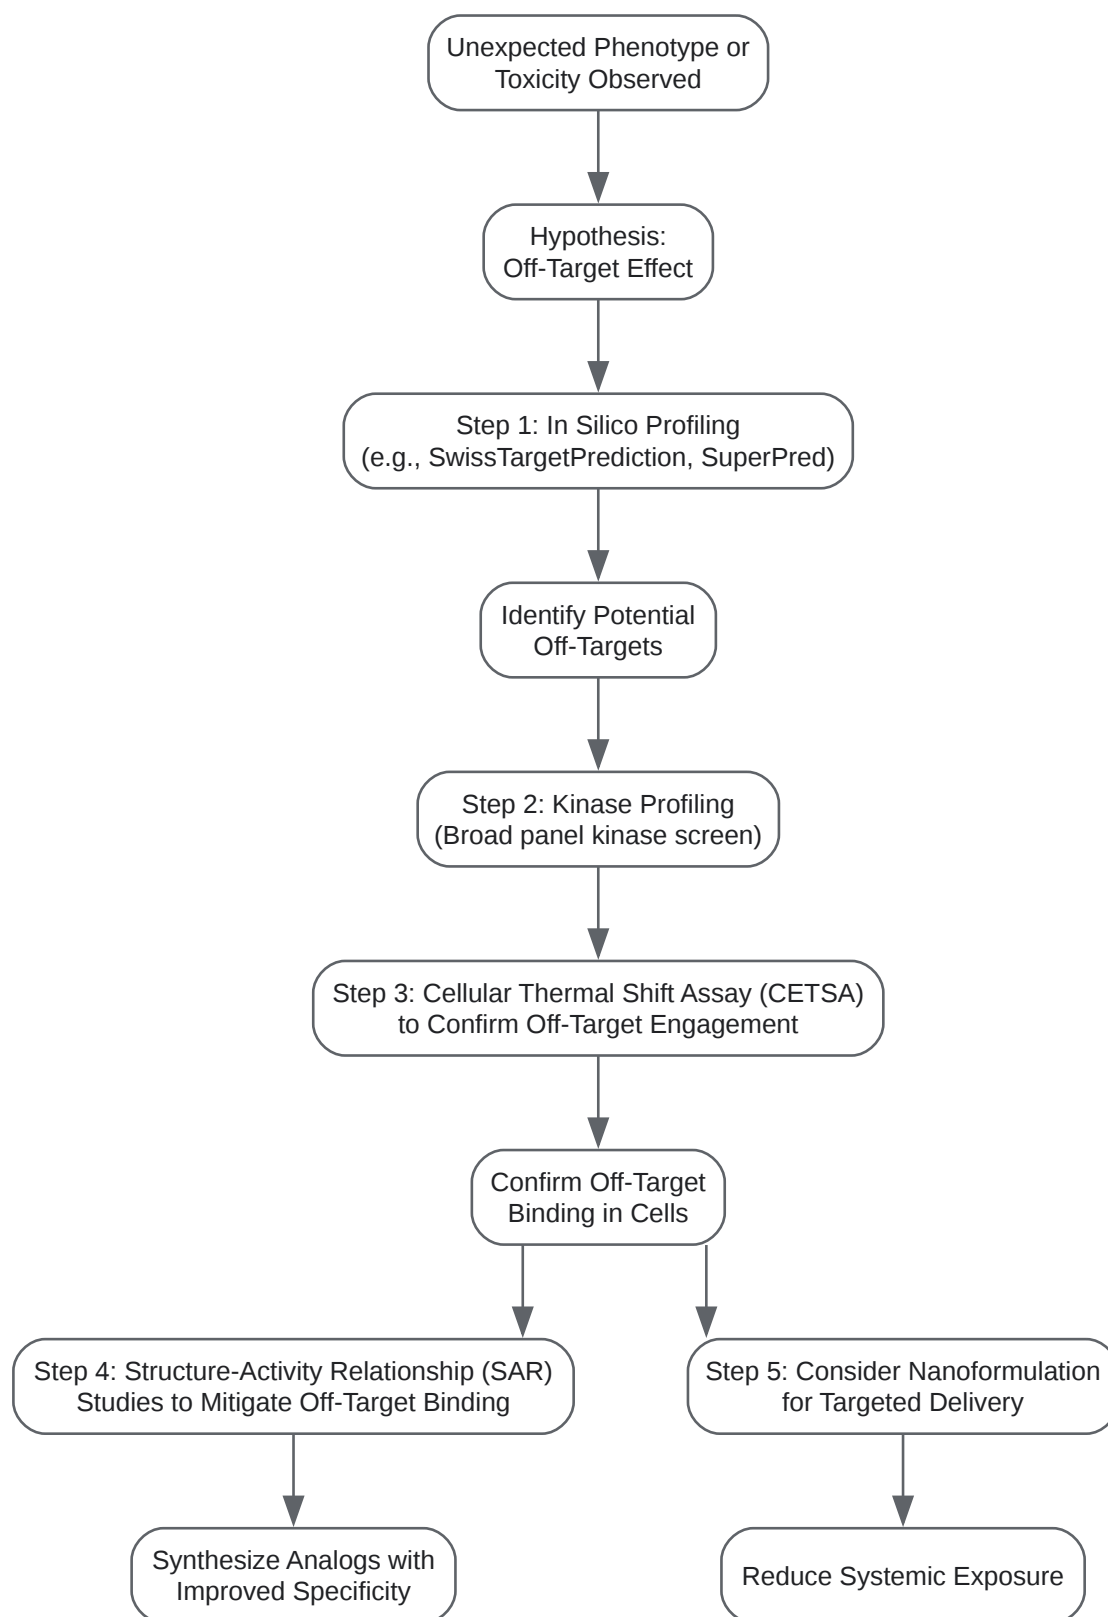 Unexpected Phenotype or
Toxicity Observed
Hypothesis:
Off-Target Effect
Step 1: In Silico Profiling
(e.g., SwissTargetPrediction, SuperPred)
Identify Potential
Off-Targets
Step 2: Kinase Profiling
(Broad panel kinase screen)
Step 3: Cellular Thermal Shift Assay (CETSA)
to Confirm Off-Target Engagement
Confirm Off-Target
Binding in Cells
Step 4: Structure-Activity Relationship (SAR)
Studies to Mitigate Off-Target Binding
Step 5: Consider Nanoformulation
for Targeted Delivery
Synthesize Analogs with
Improved Specificity
Reduce Systemic Exposure